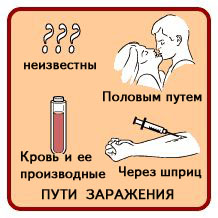 ???
неизвестны
Половым путем
Кровь и ее
производные
Через шприц
ПУТИ ЗАРАЖЕНИЯ